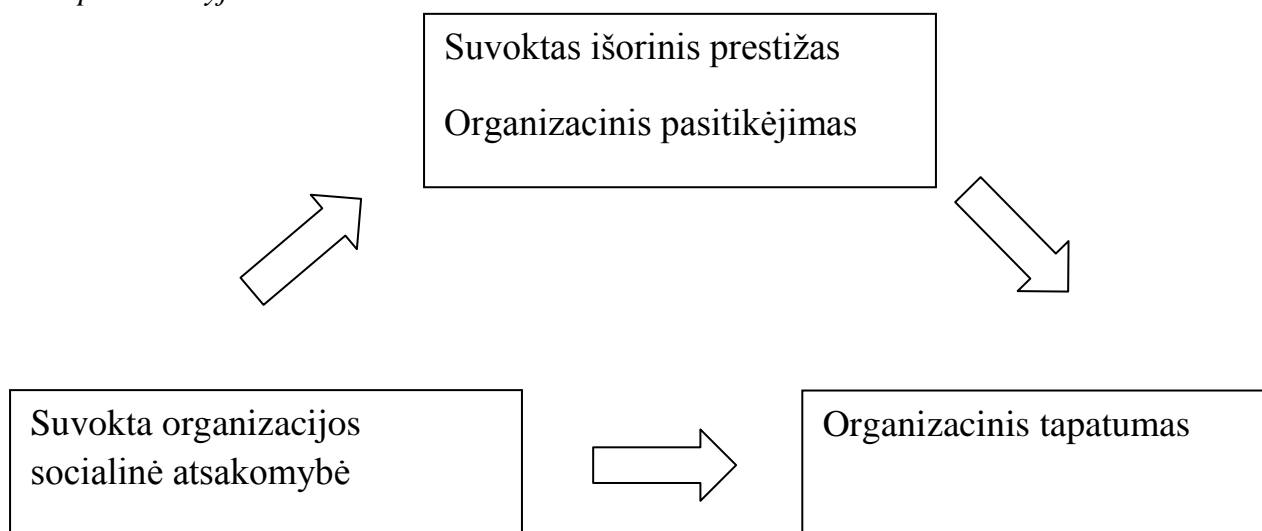 Suvoktas išorinis prestižas
Organizacinis pasitikėjimas
Suvokta organizacijos
socialinė atsakomybė
Organizacinis tapatumas